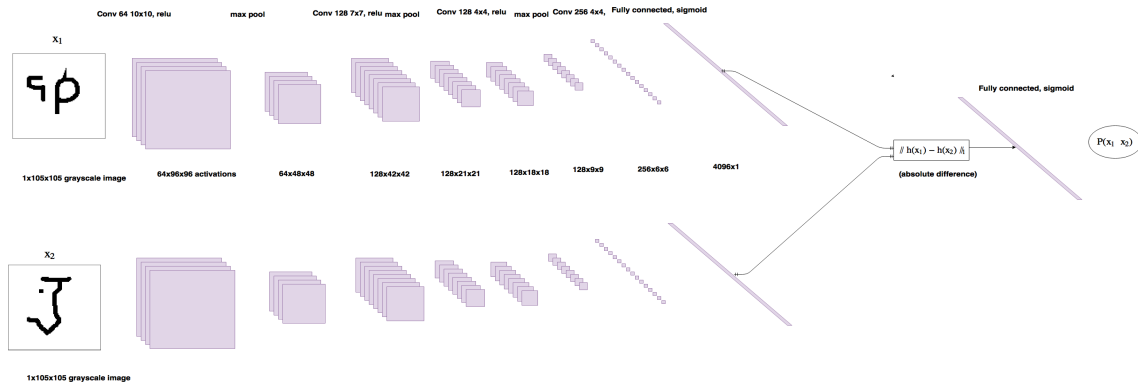 Conv 64 10x10, relu
max pool
Conv 128 7x7, relu
max pool
Conv 128 4x4, relu
max pool
Conv 256 4x4,
Fully connected, sigmoid
x₁
Fully connected, sigmoid
// h(x₁) – h(x₂) //₁
P(x₁ x₂)
(absolute difference)
1x105x105 grayscale image
64x96x96 activations
64x48x48
128x42x42
128x21x21
128x18x18
128x9x9
256x6x6
4096x1
x₂
1x105x105 grayscale image